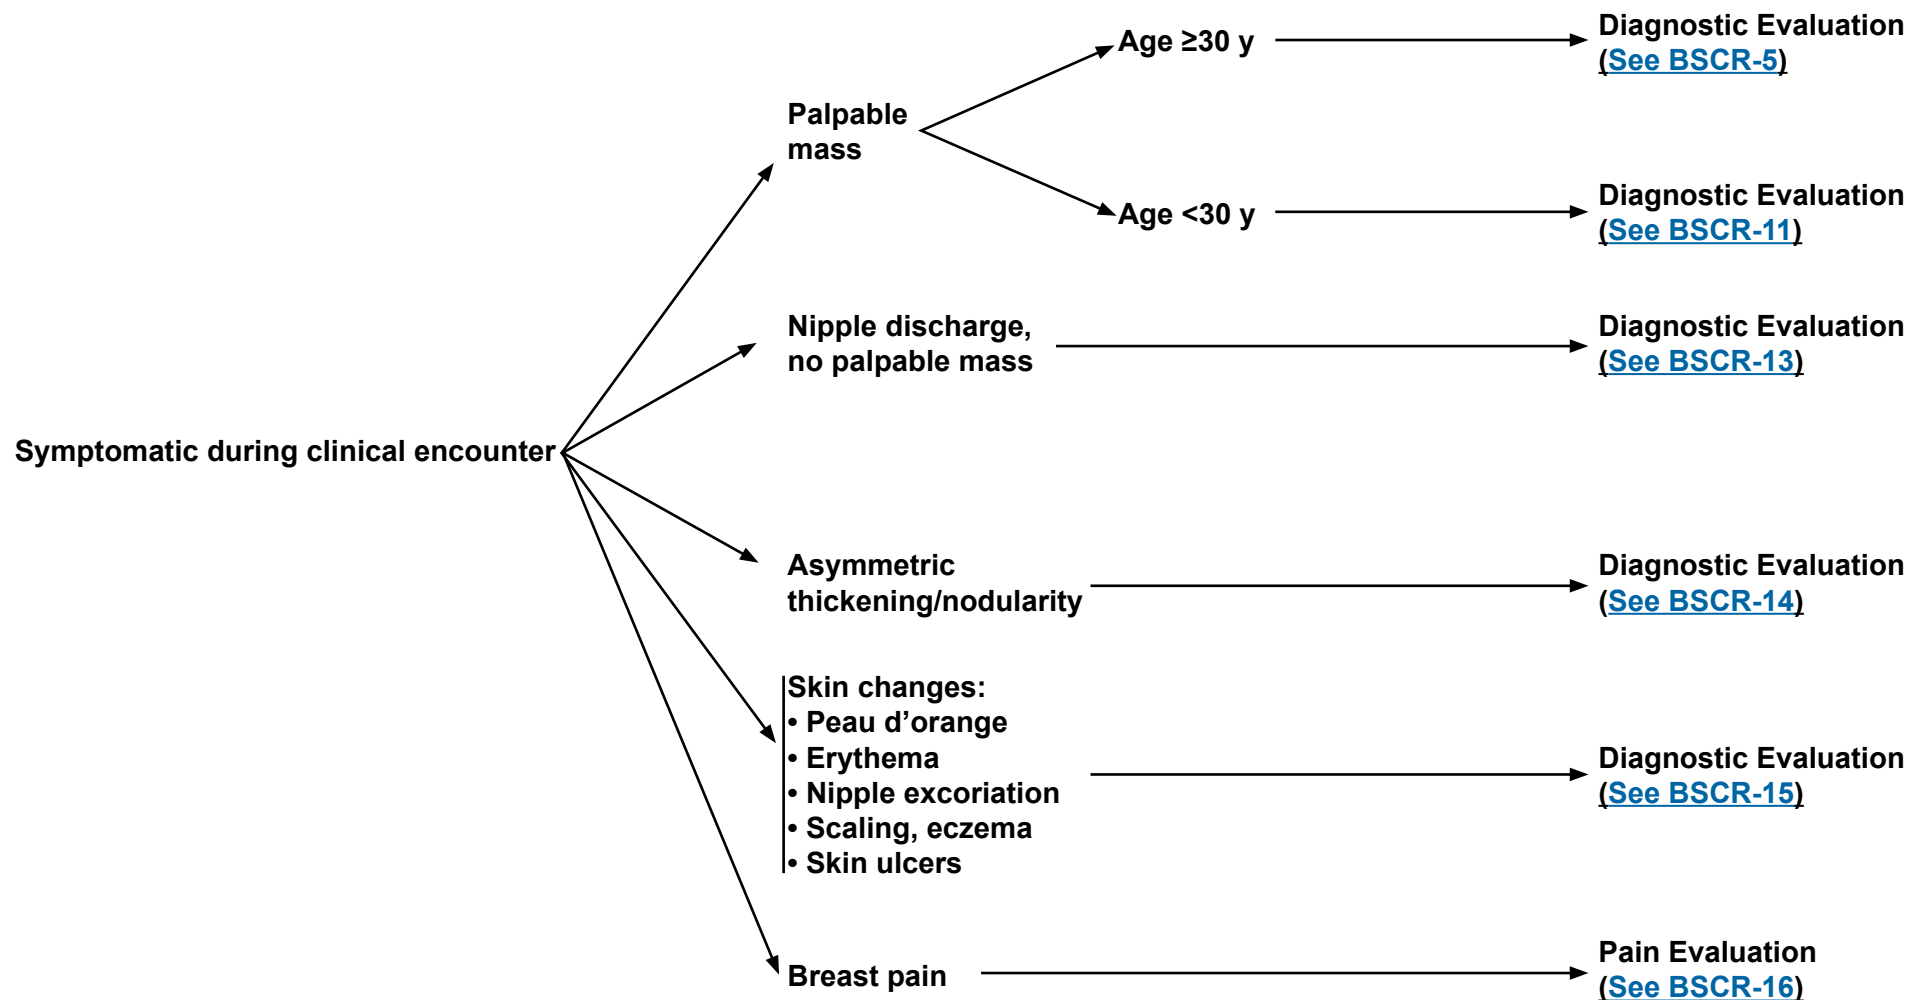 Symptomatic during clinical encounter
Palpable
mass
Age ≥30 y
Diagnostic Evaluation
(See BSCR-5)
Age <30 y
Diagnostic Evaluation
(See BSCR-11)
Nipple discharge,
no palpable mass
Diagnostic Evaluation
(See BSCR-13)
Asymmetric
thickening/nodularity
Diagnostic Evaluation
(See BSCR-14)
Skin changes:
• Peau d’orange
• Erythema
• Nipple excoriation
• Scaling, eczema
• Skin ulcers
Diagnostic Evaluation
(See BSCR-15)
Breast pain
Pain Evaluation
(See BSCR-16)